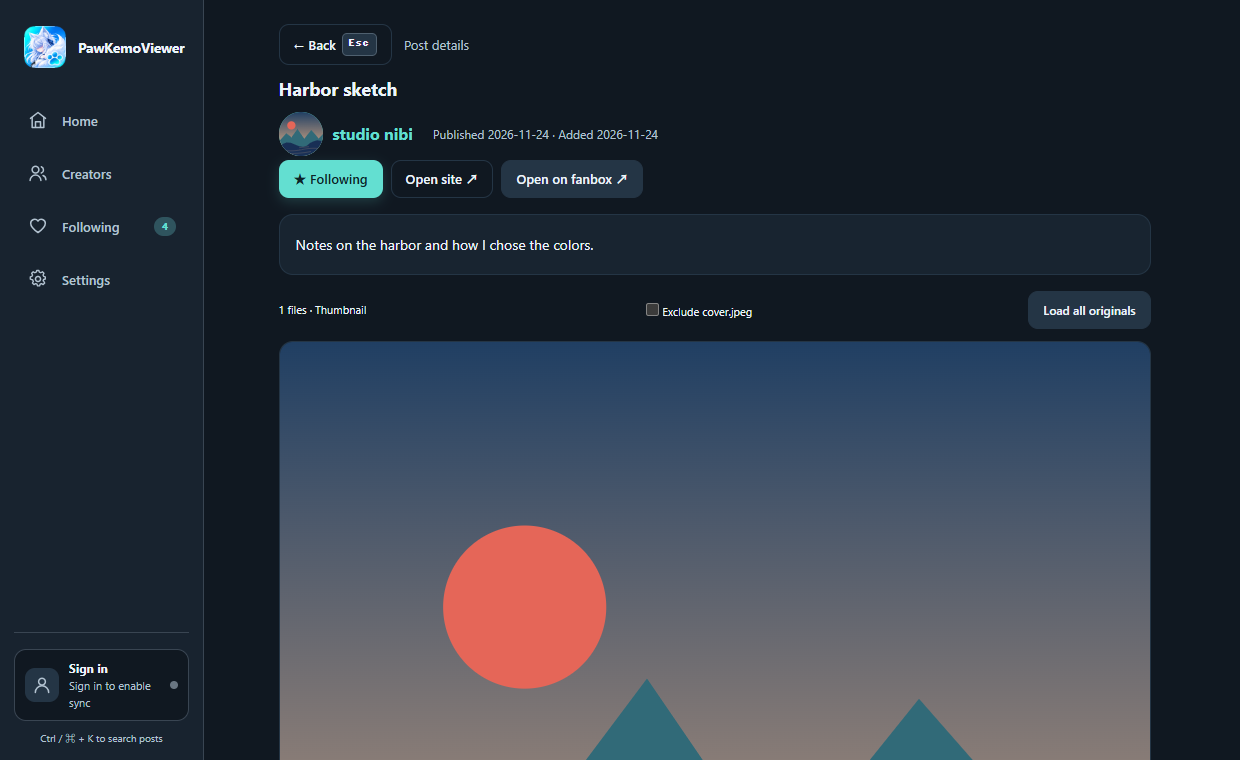 PawKemoViewer
Home
Creators
Following 4
Settings
Sign in
Sign in to enable
sync
Ctrl / ⌘ + K to search posts
← Back Esc Post details
Harbor sketch
studio nibi Published 2026-11-24 · Added 2026-11-24
★ Following Open site ↗ Open on fanbox ↗
Notes on the harbor and how I chose the colors.
1 files · Thumbnail Exclude cover.jpeg Load all originals